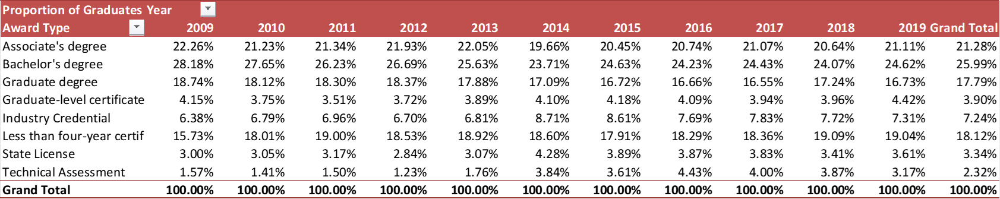 Proportion of Graduates Year
Award Type 2009 2010 2011 2012 2013 2014 2015 2016 2017 2018 2019 Grand Total
Associate's degree 22.26% 21.23% 21.34% 21.93% 22.05% 19.66% 20.45% 20.74% 21.07% 20.64% 21.11% 21.28%
Bachelor's degree 28.18% 27.65% 26.23% 26.69% 25.63% 23.71% 24.63% 24.23% 24.43% 24.07% 24.62% 25.99%
Graduate degree 18.74% 18.12% 18.30% 18.37% 17.88% 17.09% 16.72% 16.66% 16.55% 17.24% 16.73% 17.79%
Graduate-level certificate 4.15% 3.75% 3.51% 3.72% 3.89% 4.10% 4.18% 4.09% 3.94% 3.96% 4.42% 3.90%
Industry Credential 6.38% 6.79% 6.96% 6.70% 6.81% 8.71% 8.61% 7.69% 7.83% 7.72% 7.31% 7.24%
Less than four-year certif 15.73% 18.01% 19.00% 18.53% 18.92% 18.60% 17.91% 18.29% 18.36% 19.09% 19.04% 18.12%
State License 3.00% 3.05% 3.17% 2.84% 3.07% 4.28% 3.89% 3.87% 3.83% 3.41% 3.61% 3.34%
Technical Assessment 1.57% 1.41% 1.50% 1.23% 1.76% 3.84% 3.61% 4.43% 4.00% 3.87% 3.17% 2.32%
Grand Total 100.00% 100.00% 100.00% 100.00% 100.00% 100.00% 100.00% 100.00% 100.00% 100.00% 100.00% 100.00%